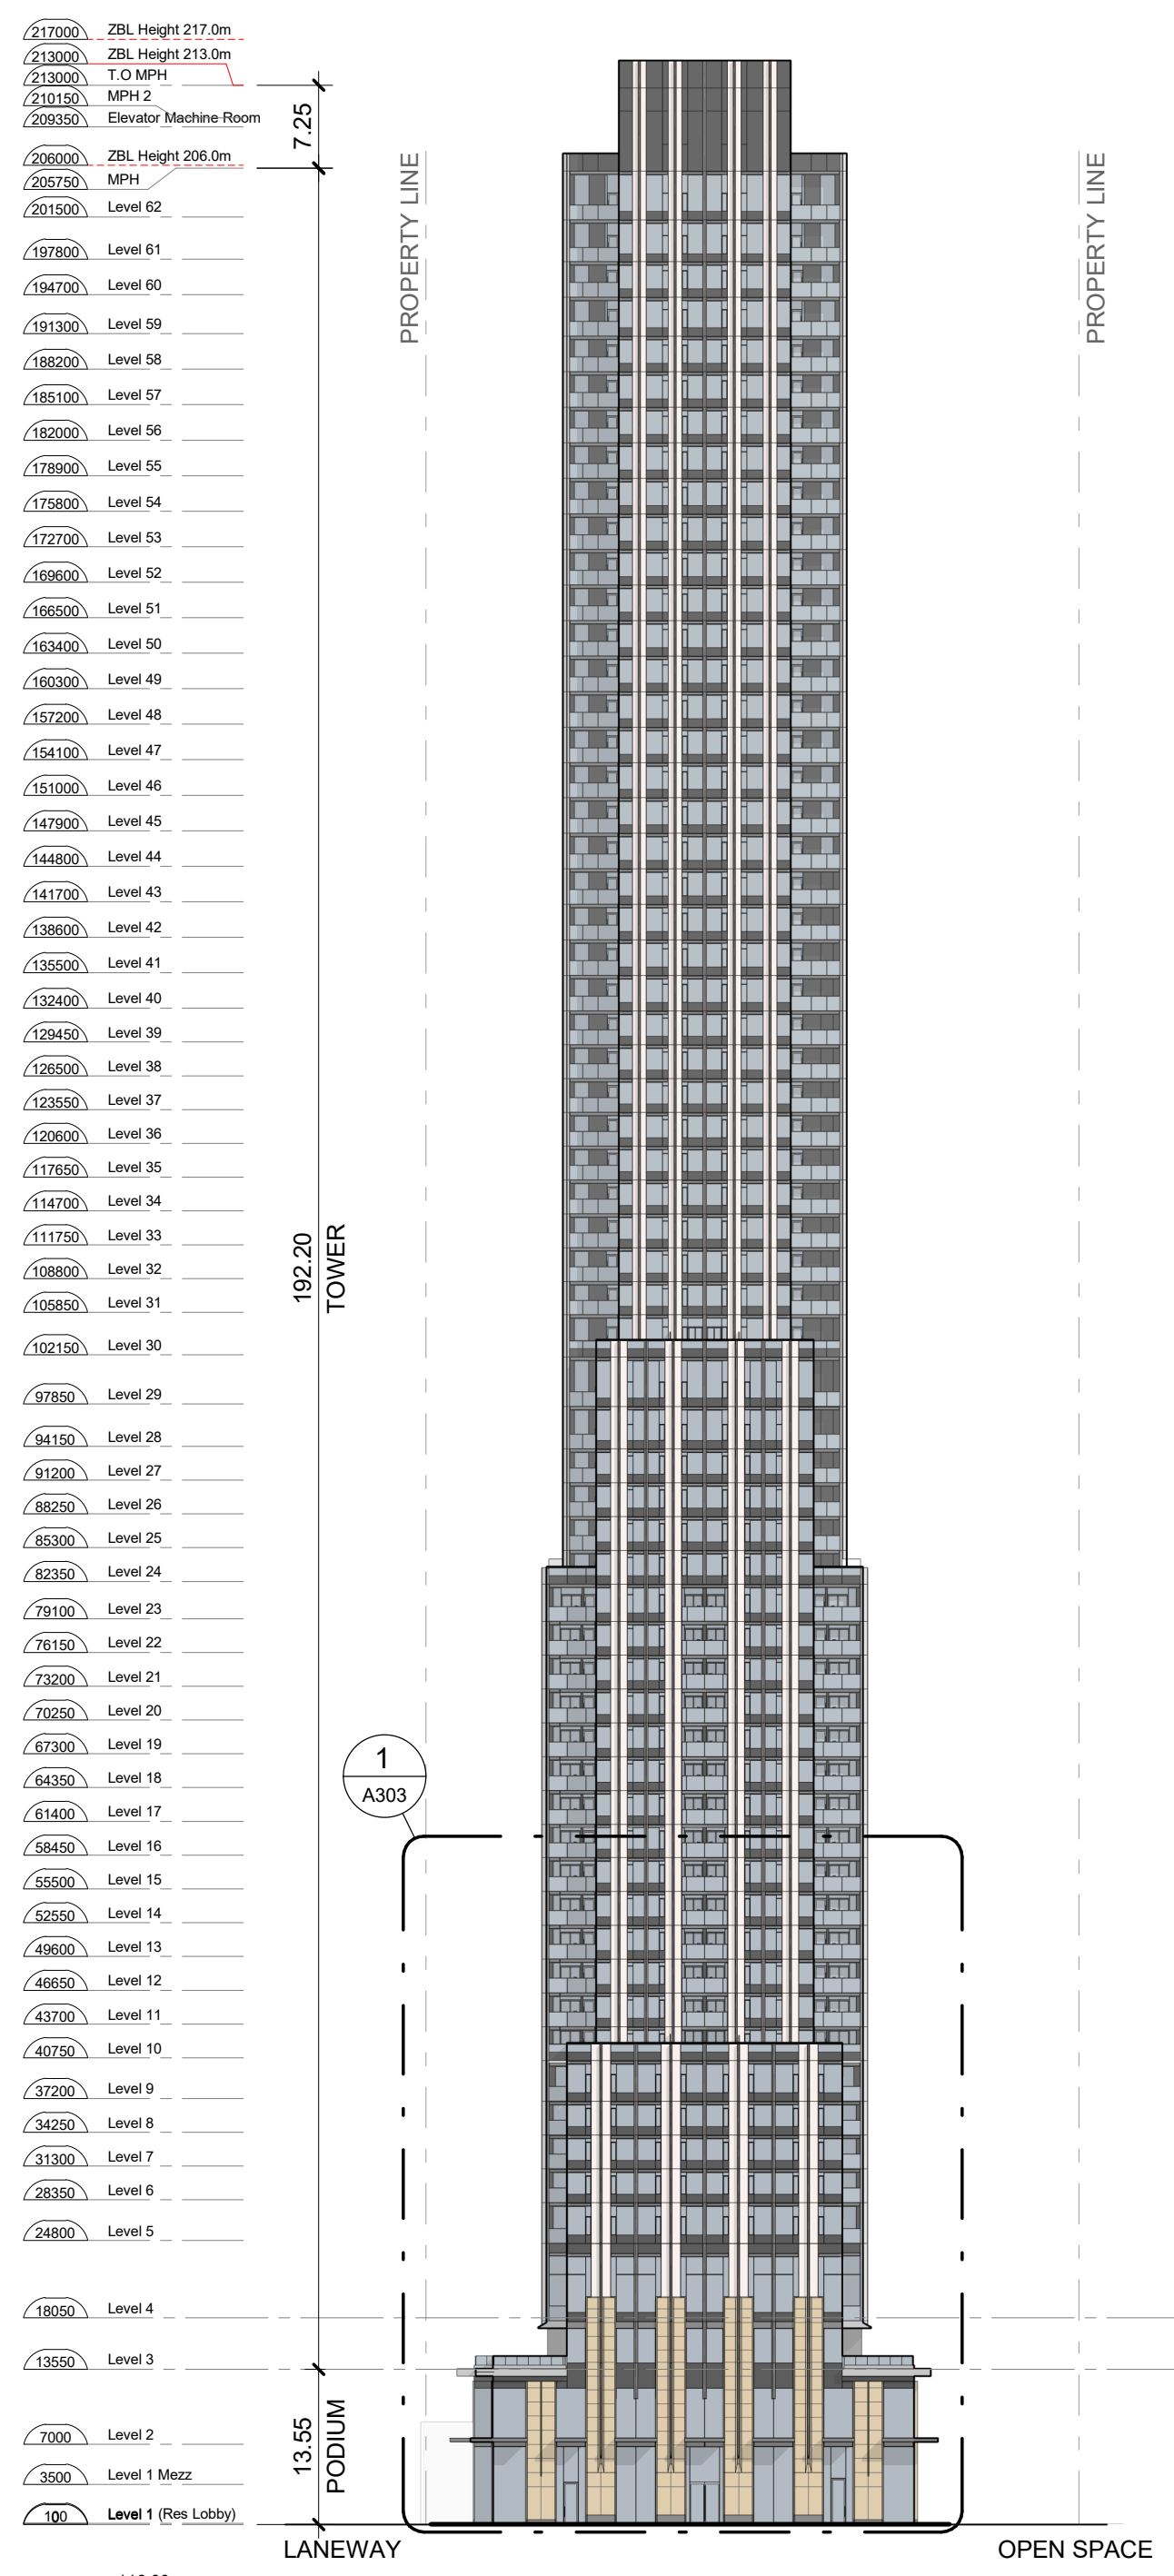 217000 ZBL Height 217.0m
213000 ZBL Height 213.0m
213000 T.O MPH
210150 MPH 2
209350 Elevator Machine Room
206000 ZBL Height 206.0m
205750 MPH
201500 Level 62
197800 Level 61
194700 Level 60
191300 Level 59
188200 Level 58
185100 Level 57
182000 Level 56
178900 Level 55
175800 Level 54
172700 Level 53
169600 Level 52
166500 Level 51
163400 Level 50
160300 Level 49
157200 Level 48
154100 Level 47
151000 Level 46
147900 Level 45
144800 Level 44
141700 Level 43
138600 Level 42
135500 Level 41
132400 Level 40
129450 Level 39
126500 Level 38
123550 Level 37
120600 Level 36
117650 Level 35
114700 Level 34
111750 Level 33
108800 Level 32
105850 Level 31
102150 Level 30
97850 Level 29
94150 Level 28
91200 Level 27
88250 Level 26
85300 Level 25
82350 Level 24
79100 Level 23
76150 Level 22
73200 Level 21
70250 Level 20
67300 Level 19
64350 Level 18
61400 Level 17
58450 Level 16
55500 Level 15
52550 Level 14
49600 Level 13
46650 Level 12
43700 Level 11
40750 Level 10
37200 Level 9
34250 Level 8
31300 Level 7
28350 Level 6
24800 Level 5
18050 Level 4
13550 Level 3
7000 Level 2
3500 Level 1 Mezz
Level 1 (Res Lobby)
7.25
192.20
TOWER
13.55
PODIUM
PROPERTY LINE
PROPERTY LINE
1
A303
LANEWAY
OPEN SPACE